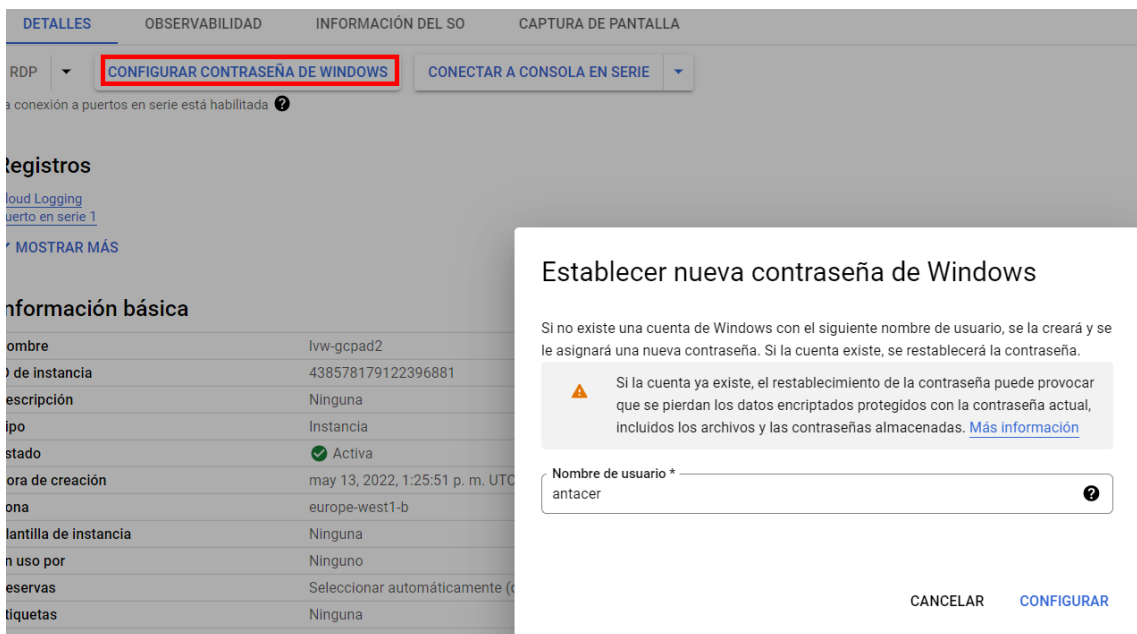 DETALLES OBSERVABILIDAD INFORMACIÓN DEL SO CAPTURA DE PANTALLA
RDP CONFIGURAR CONTRASEÑA DE WINDOWS CONECTAR A CONSOLA EN SERIE
a conexión a puertos en serie está habilitada
Registros
loud Logging
uerto en serie 1
MOSTRAR MÁS
nformación básica
ombre lvw-gcpad2
D de instancia 438578179122396881
escripción Ninguna
ipo Instancia
stado Activa
ora de creación may 13, 2022, 1:25:51 p. m. UTC
ona europe-west1-b
lantilla de instancia Ninguna
n uso por Ninguno
eservas Seleccionar automáticamente (
tiquetas Ninguna
Establecer nueva contraseña de Windows
Si no existe una cuenta de Windows con el siguiente nombre de usuario, se la creará y se
le asignará una nueva contraseña. Si la cuenta existe, se restablecerá la contraseña.
Si la cuenta ya existe, el restablecimiento de la contraseña puede provocar
que se pierdan los datos encriptados protegidos con la contraseña actual,
incluidos los archivos y las contraseñas almacenadas. Más información
Nombre de usuario *
antacer
CANCELAR CONFIGURAR